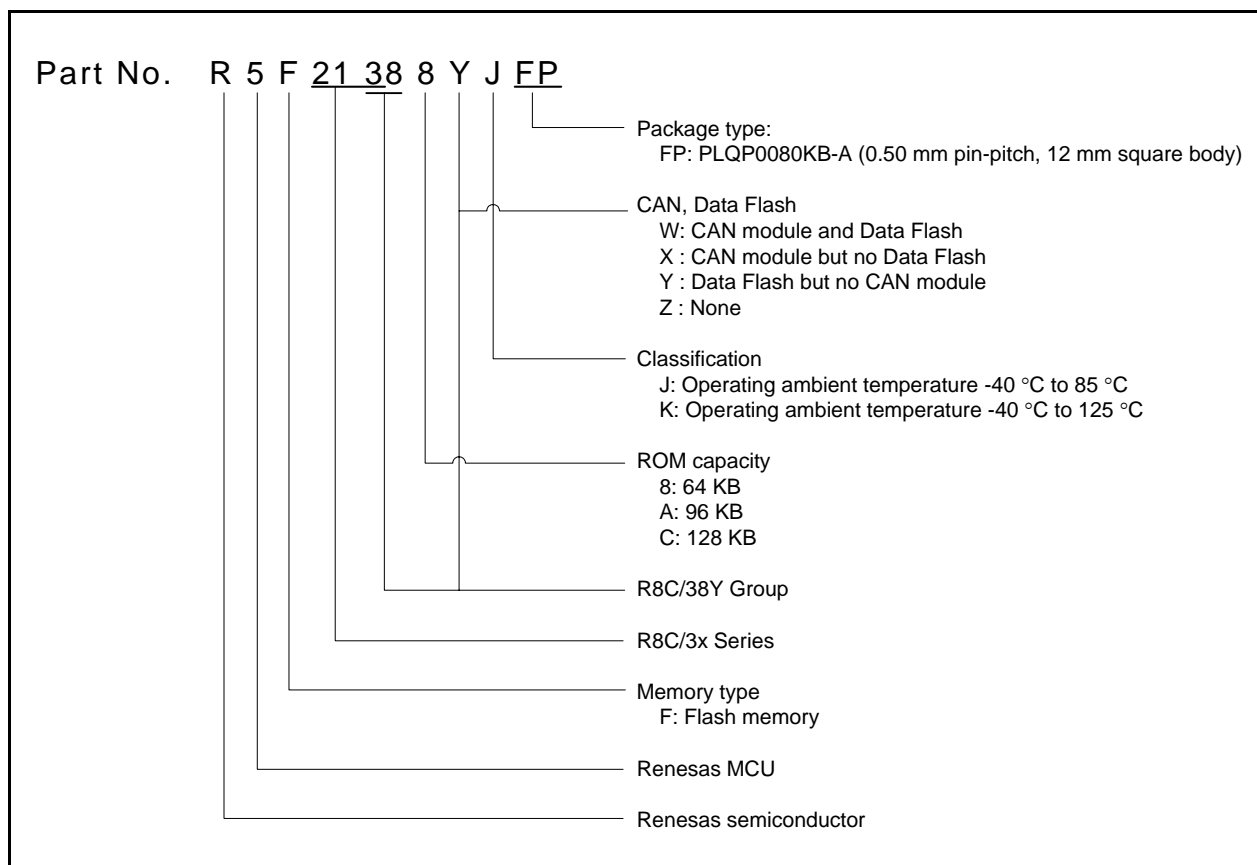 Part No. R 5 F 21 38 8 Y J FP
Package type:
FP: PLQP0080KB-A (0.50 mm pin-pitch, 12 mm square body)
CAN, Data Flash
W: CAN module and Data Flash
X : CAN module but no Data Flash
Y : Data Flash but no CAN module
Z : None
Classification
J: Operating ambient temperature -40 °C to 85 °C
K: Operating ambient temperature -40 °C to 125 °C
ROM capacity
8: 64 KB
A: 96 KB
C: 128 KB
R8C/38Y Group
R8C/3x Series
Memory type
F: Flash memory
Renesas MCU
Renesas semiconductor